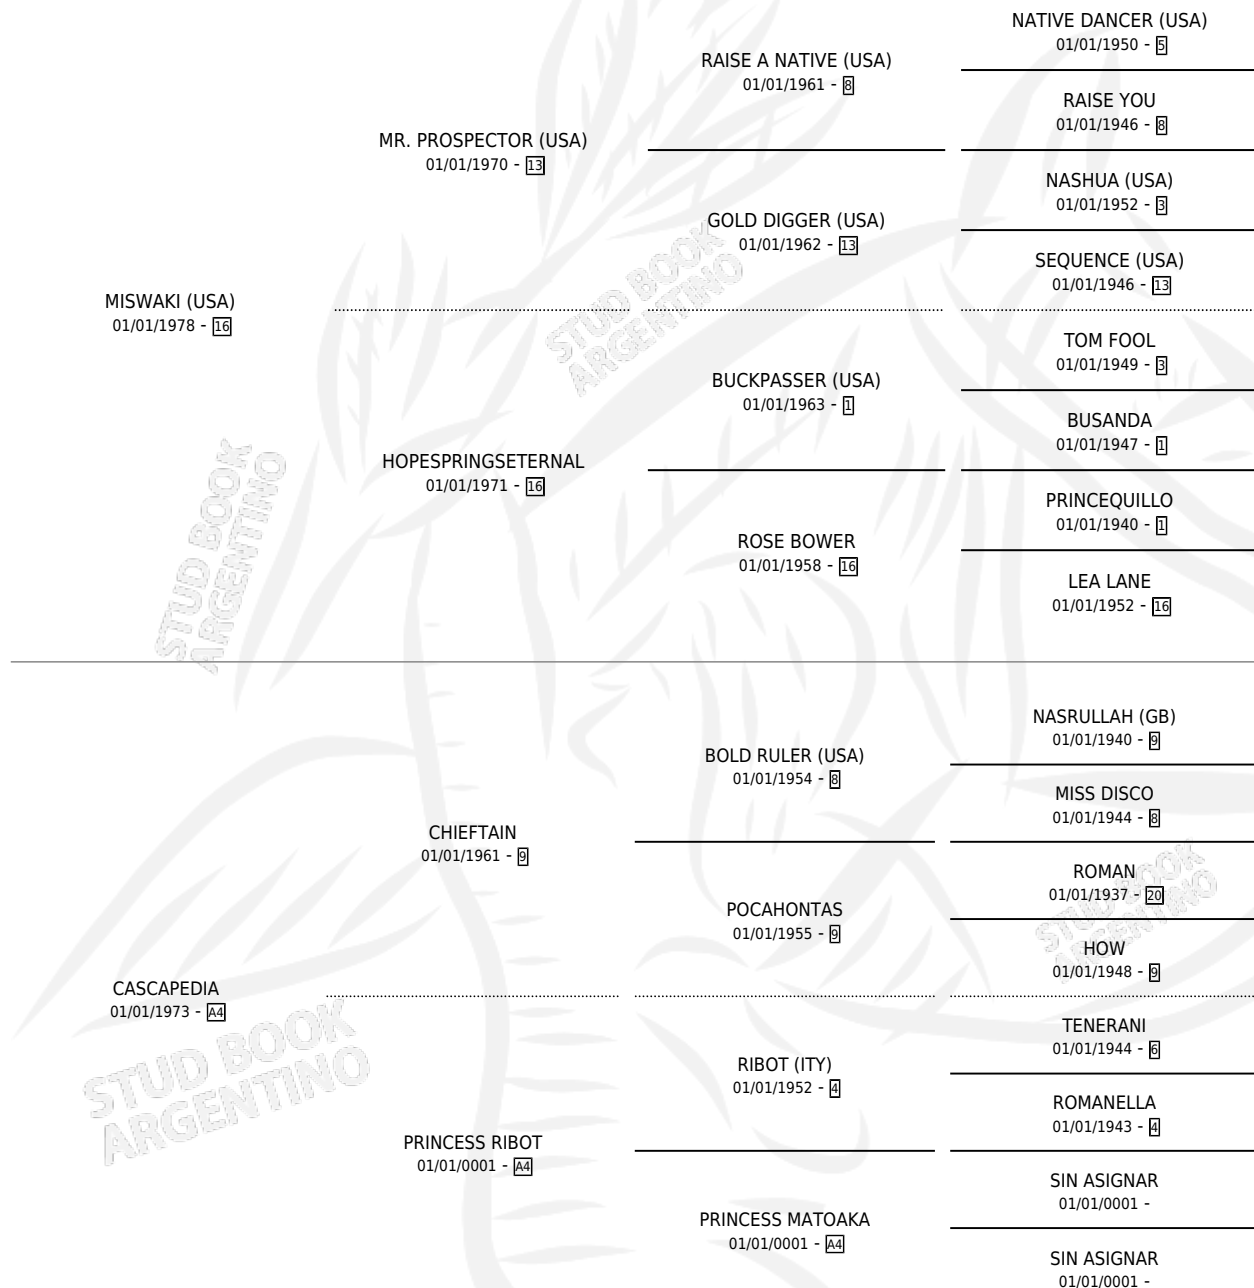 NATIVE DANCER (USA)
01/01/1950 - 5
RAISE A NATIVE (USA)
01/01/1961 - 8
RAISE YOU
01/01/1946 - 8
MR. PROSPECTOR (USA)
01/01/1970 - 13
NASHUA (USA)
01/01/1952 - 3
GOLD DIGGER (USA)
01/01/1962 - 13
SEQUENCE (USA)
01/01/1946 - 13
MISWAKI (USA)
01/01/1978 - 16
STUD BOOK
ARGENTINO
TOM FOOL
01/01/1949 - 3
BUCKPASSER (USA)
01/01/1963 - 1
BUSANDA
01/01/1947 - 1
HOPESPRINGSETERNAL
01/01/1971 - 16
PRINCEQUILLO
01/01/1940 - 1
ROSE BOWER
01/01/1958 - 16
LEA LANE
01/01/1952 - 16
STUD BOOK
ARGENTINO
NASRULLAH (GB)
01/01/1940 - 9
BOLD RULER (USA)
01/01/1954 - 8
MISS DISCO
01/01/1944 - 8
CHIEFTAIN
01/01/1961 - 9
ROMAN
01/01/1937 - 20
POCAHONTAS
01/01/1955 - 9
HOW
01/01/1948 - 9
STUD BOOK
ARGENTINO
CASCAPEDIA
01/01/1973 - A4
TENERANI
01/01/1944 - 6
RIBOT (ITY)
01/01/1952 - 4
ROMANELLA
01/01/1943 - 4
STUD BOOK
ARGENTINO
PRINCESS RIBOT
01/01/0001 - A4
SIN ASIGNAR
01/01/0001 -
PRINCESS MATOAKA
01/01/0001 - A4
SIN ASIGNAR
01/01/0001 -